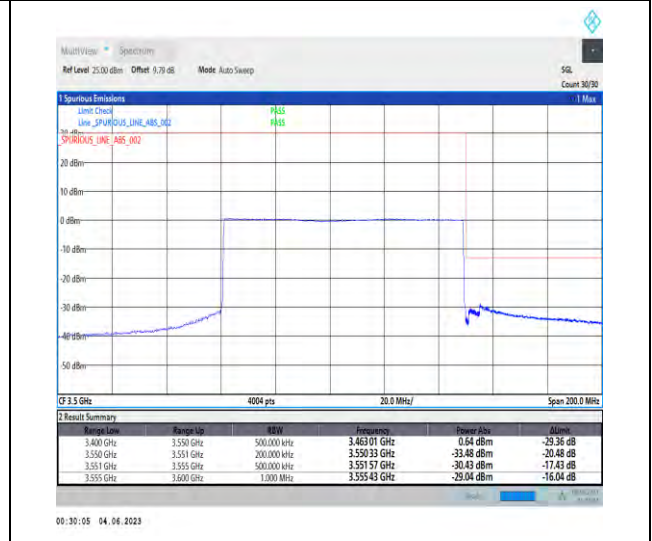 MultiView Spectrum
Ref Level 25.00 dBm Offset 9.79 dB Mode Auto Sweep SGL
Count 30/30
1 Spurious Emissions 1 Max
Limit Check PASS
Line _SPURIOUS_LINE_ABS_002 PASS
30 dBm
_SPURIOUS_LINE_ABS_002
20 dBm
10 dBm
0 dBm
-10 dBm
-20 dBm
-30 dBm
-40 dBm
-50 dBm
CF 3.5 GHz 4004 pts 20.0 MHz/ Span 200.0 MHz
2 Result Summary
Range Low Range Up RBW Frequency Power Abs ΔLimit
3.400 GHz 3.550 GHz 500.000 kHz 3.46301 GHz 0.64 dBm -29.36 dB
3.550 GHz 3.551 GHz 200.000 kHz 3.55033 GHz -33.48 dBm -20.48 dB
3.551 GHz 3.555 GHz 500.000 kHz 3.55157 GHz -30.43 dBm -17.43 dB
3.555 GHz 3.600 GHz 1.000 MHz 3.55543 GHz -29.04 dBm -16.04 dB
00:30:05 04.06.2023